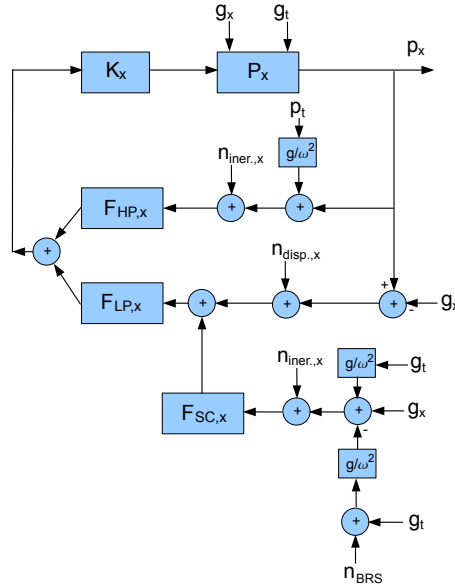 gx gt
Kx Px px
pt
niner.,x g/ω²
FHP,x + +
+ ndisp.,x +
FLP,x + + + - gx
niner.,x g/ω² gt
FSC,x + + gx
-
g/ω²
+ gt
nBRS